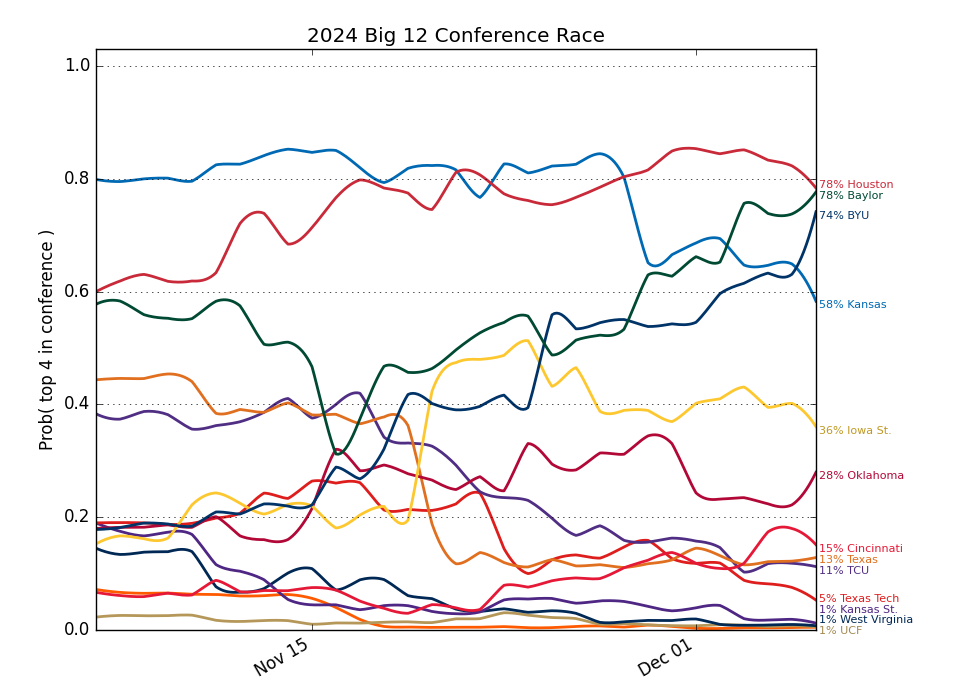 2024 Big 12 Conference Race
Prob( top 4 in conference )
1.0
0.8
0.6
0.4
0.2
0.0
Nov 15
Dec 01
78% Houston
78% Baylor
74% BYU
58% Kansas
36% Iowa St.
28% Oklahoma
15% Cincinnati
13% Texas
11% TCU
5% Texas Tech
1% Kansas St.
1% West Virginia
1% UCF